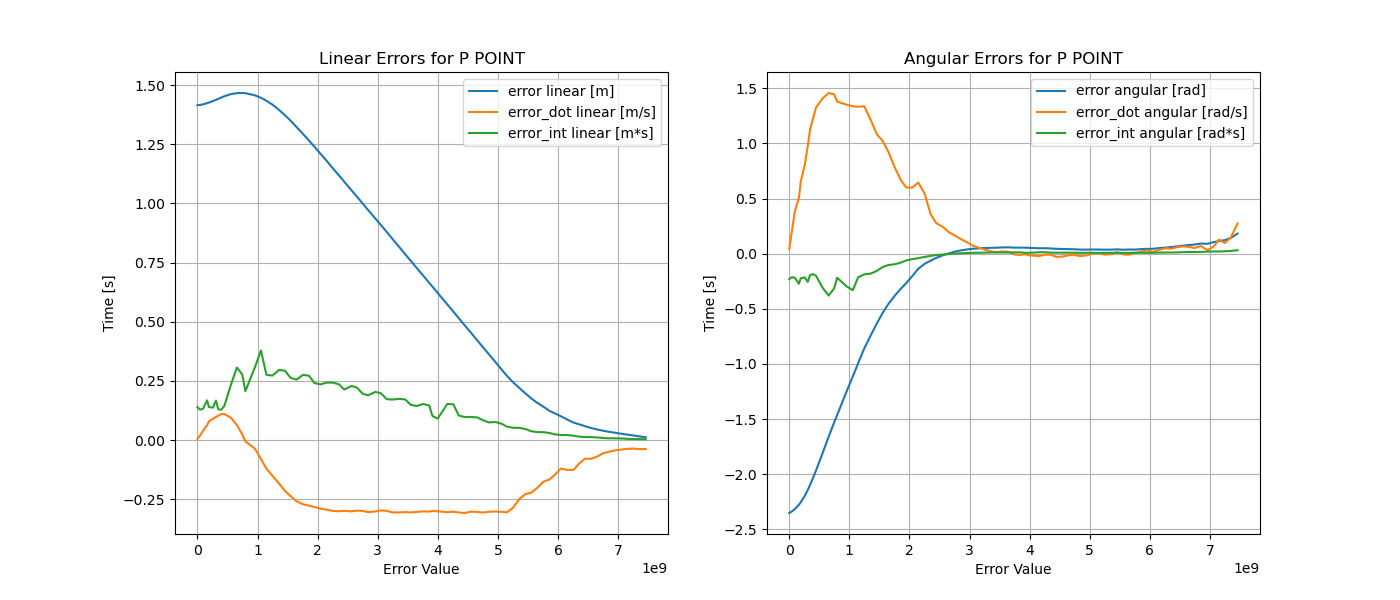 Linear Errors for P POINT
1.50
1.25
1.00
0.75
0.50
0.25
0.00
−0.25
Time [s]
error linear [m]
error_dot linear [m/s]
error_int linear [m*s]
0 1 2 3 4 5 6 7
1e9
Error Value
Angular Errors for P POINT
1.5
1.0
0.5
0.0
−0.5
−1.0
−1.5
−2.0
−2.5
Time [s]
error angular [rad]
error_dot angular [rad/s]
error_int angular [rad*s]
0 1 2 3 4 5 6 7
1e9
Error Value